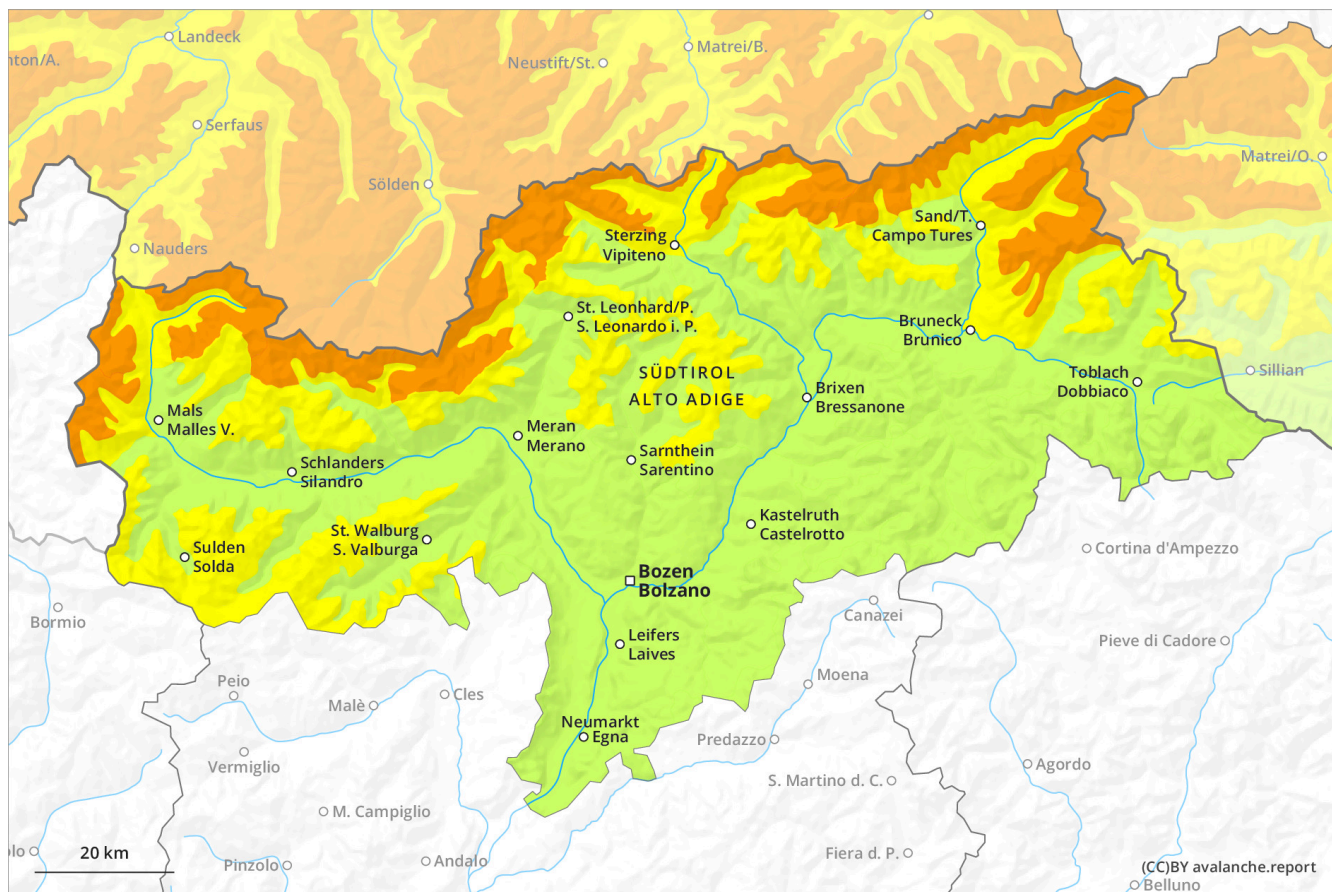 Landeck
Matrei/B.
nton/A.
Neustift/St.
Serfaus
Matrei/O.
Sölden
Sand/T.
Campo Tures
Sterzing
Vipiteno
Nauders
St. Leonhard/P.
S. Leonardo i. P.
Bruneck
Brunico
SÜDTIROL
ALTO ADIGE
Toblach
Dobbiaco
Sillian
Brixen
Bressanone
Mals
Malles V.
Meran
Merano
Sarnthein
Sarentino
Schlanders
Silandro
Kastelruth
Castelrotto
St. Walburg
S. Valburga
Sulden
Solda
Cortina d'Ampezzo
Bozen
Bolzano
Bormio
Canazei
Leifers
Laives
Pieve di Cadore
Peio
Moena
Malè
Cles
Neumarkt
Egna
Predazzo
Vermiglio
Agordo
S. Martino d. C.
M. Campiglio
olo
20 km
Pinzolo
Andalo
Fiera d. P.
(CC)BY avalanche.report
Belluno